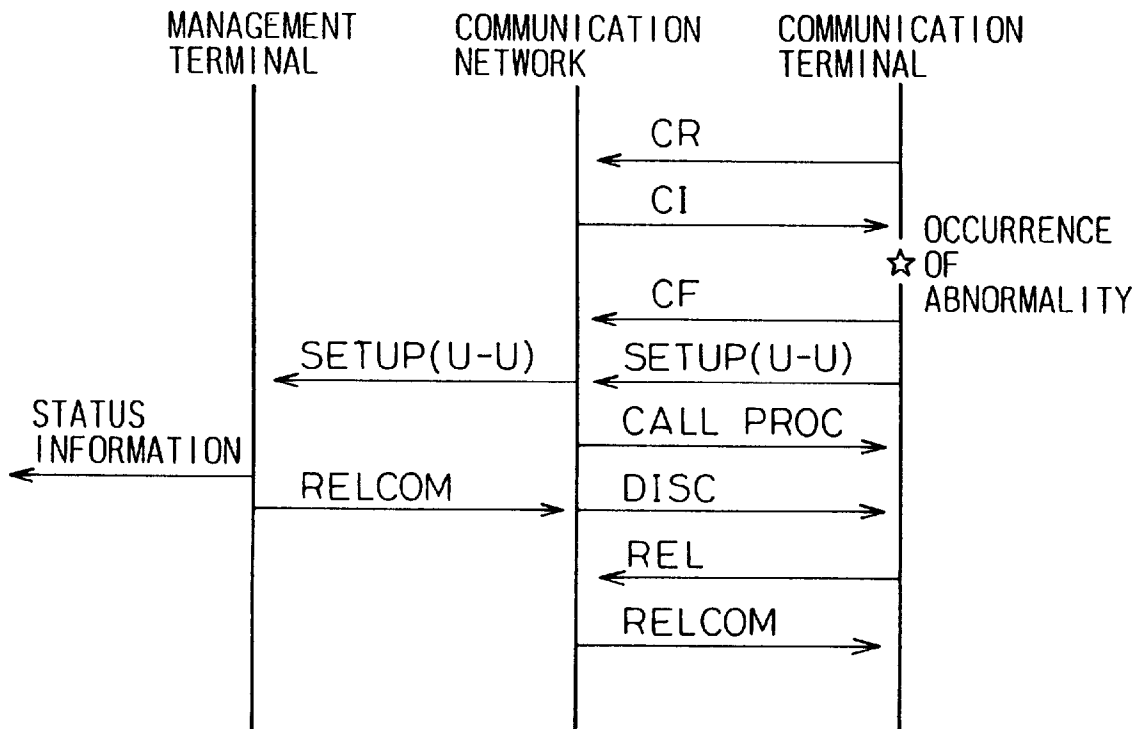 MANAGEMENT
TERMINAL
COMMUNICATION
NETWORK
COMMUNICATION
TERMINAL
CR
CI
OCCURRENCE
OF
ABNORMALITY
CF
SETUP(U-U)
SETUP(U-U)
STATUS
INFORMATION
CALL PROC
RELCOM
DISC
REL
RELCOM